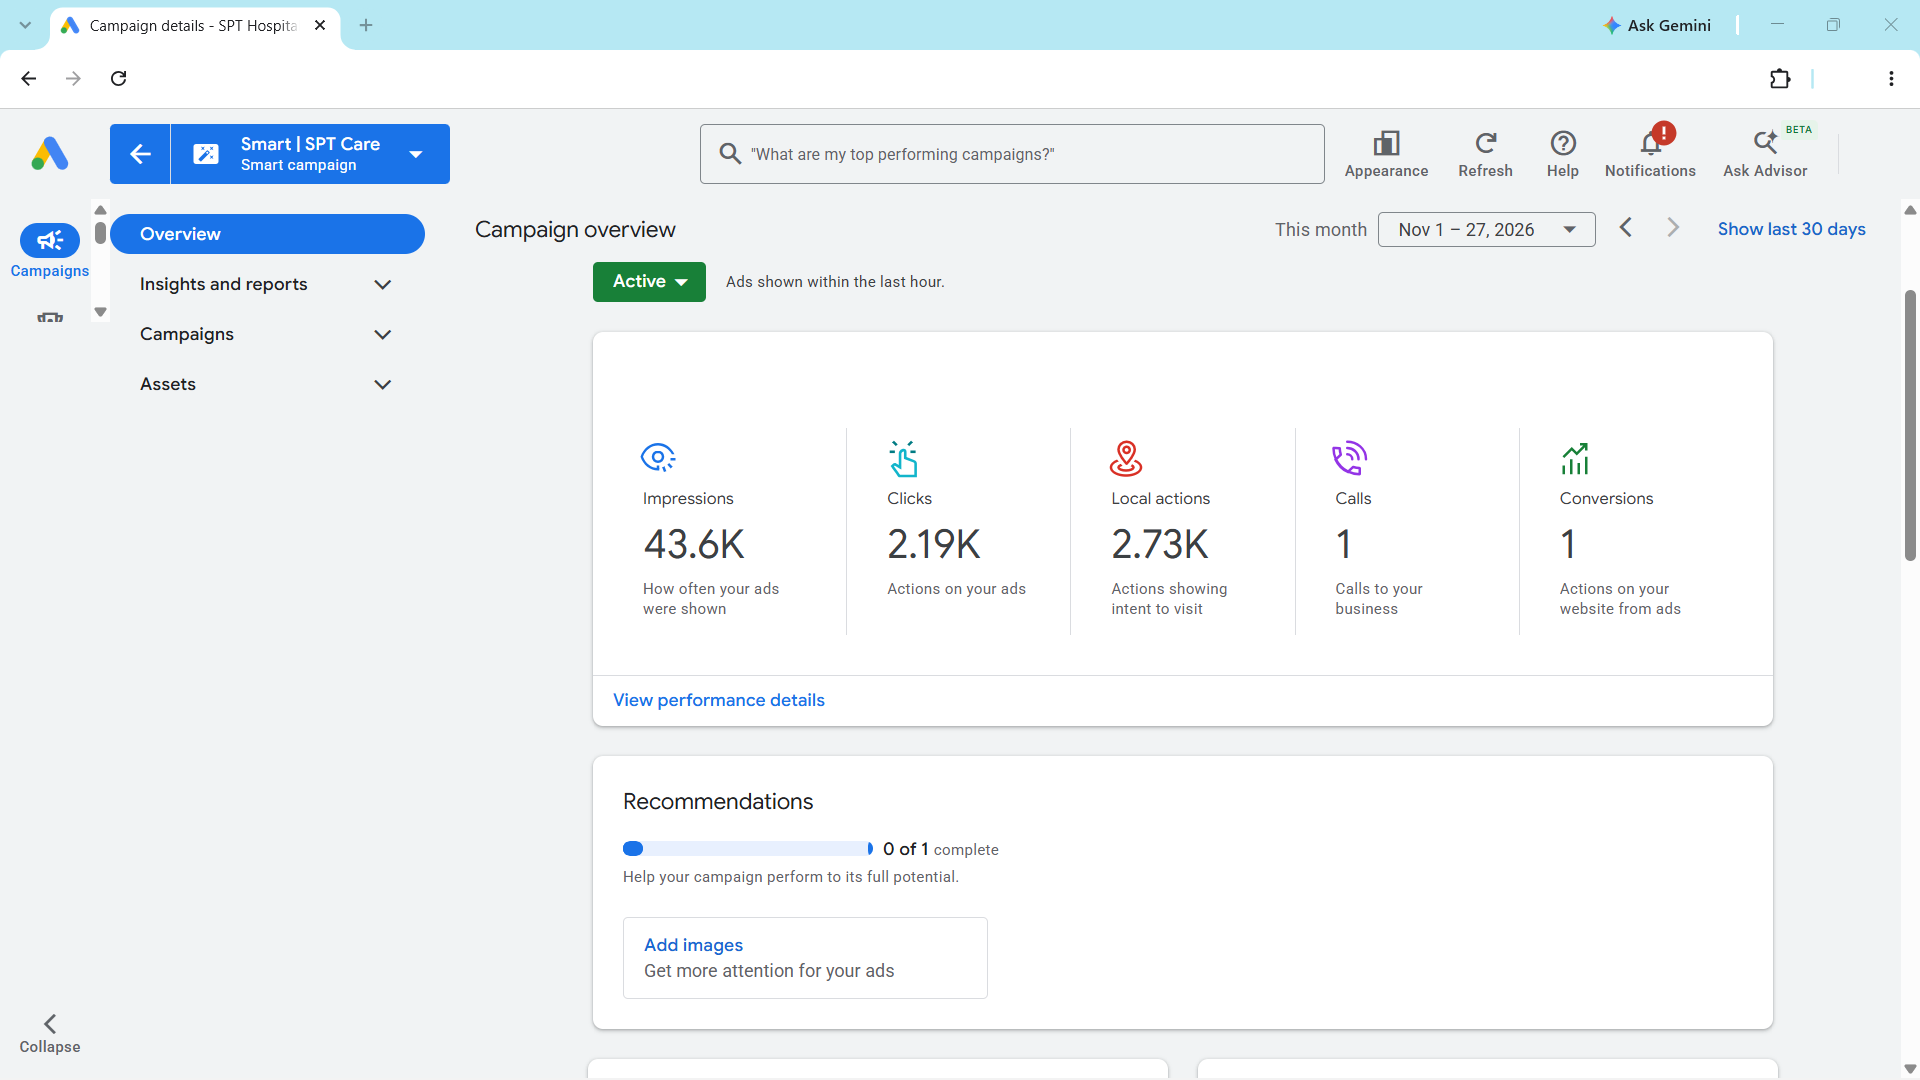 Campaign details - SPT Hospita
Ask Gemini
Smart | SPT Care
Smart campaign
"What are my top performing campaigns?"
Appearance
Refresh
Help
!
Notifications
BETA
Ask Advisor
Campaigns
Overview
Insights and reports
Campaigns
Assets
Collapse
Campaign overview
This month
Nov 1 – 27, 2026
Show last 30 days
Active
Ads shown within the last hour.
Impressions
43.6K
How often your ads
were shown
Clicks
2.19K
Actions on your ads
Local actions
2.73K
Actions showing
intent to visit
Calls
1
Calls to your
business
Conversions
1
Actions on your
website from ads
View performance details
Recommendations
0 of 1 complete
Help your campaign perform to its full potential.
Add images
Get more attention for your ads